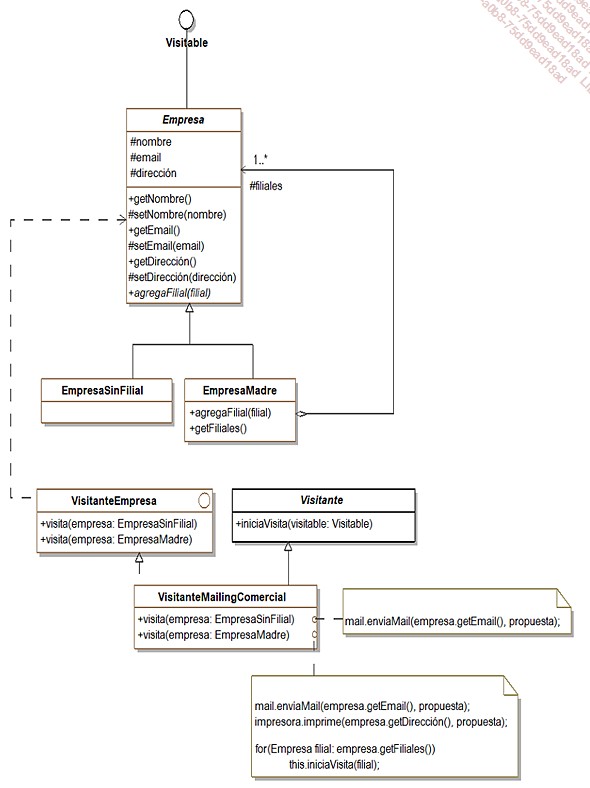 Visitable
Empresa
#nombre
#email
#dirección
1..*
#filiales
+getNombre()
#setNombre(nombre)
+getEmail()
#setEmail(email)
+getDirección()
#setDirección(dirección)
+agregaFilial(filial)
EmpresaSinFilial
EmpresaMadre
+agregaFilial(filial)
+getFiliales()
VisitanteEmpresa
+visita(empresa: EmpresaSinFilial)
+visita(empresa: EmpresaMadre)
Visitante
+iniciaVisita(visitable: Visitable)
VisitanteMailingComercial
+visita(empresa: EmpresaSinFilial)
+visita(empresa: EmpresaMadre)
mail.enviaMail(empresa.getEmail(), propuesta);
mail.enviaMail(empresa.getEmail(), propuesta);
impresora.imprime(empresa.getDirección(), propuesta);
for(Empresa filial: empresa.getFiliales())
this.iniciaVisita(filial);